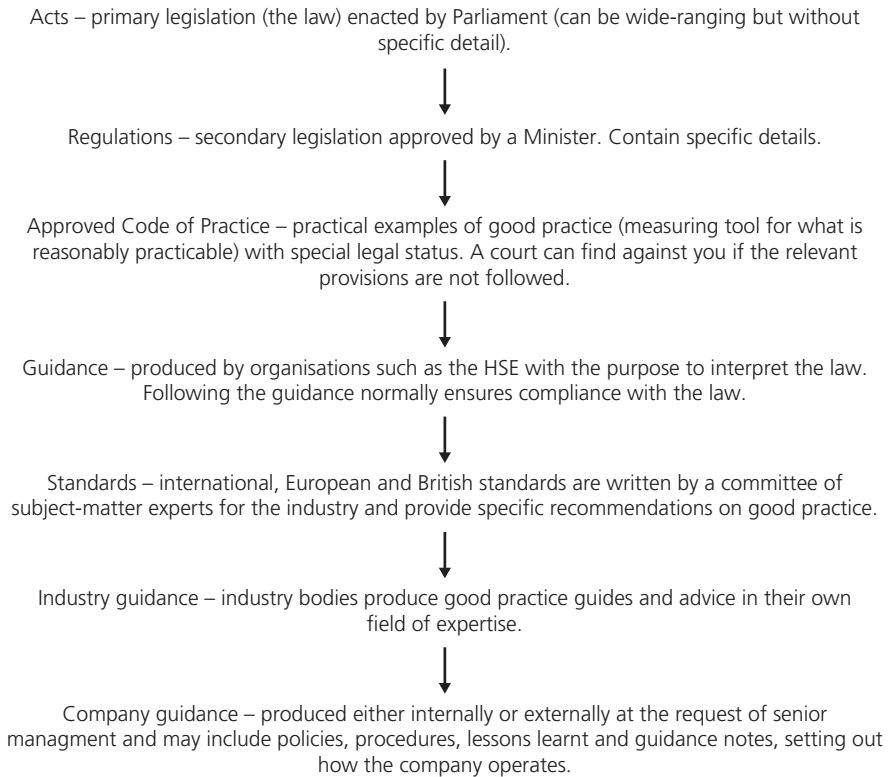 Acts – primary legislation (the law) enacted by Parliament (can be wide-ranging but without
specific detail).
Regulations – secondary legislation approved by a Minister. Contain specific details.
Approved Code of Practice – practical examples of good practice (measuring tool for what is
reasonably practicable) with special legal status. A court can find against you if the relevant
provisions are not followed.
Guidance – produced by organisations such as the HSE with the purpose to interpret the law.
Following the guidance normally ensures compliance with the law.
Standards – international, European and British standards are written by a committee of
subject-matter experts for the industry and provide specific recommendations on good practice.
Industry guidance – industry bodies produce good practice guides and advice in their own
field of expertise.
Company guidance – produced either internally or externally at the request of senior
managment and may include policies, procedures, lessons learnt and guidance notes, setting out
how the company operates.